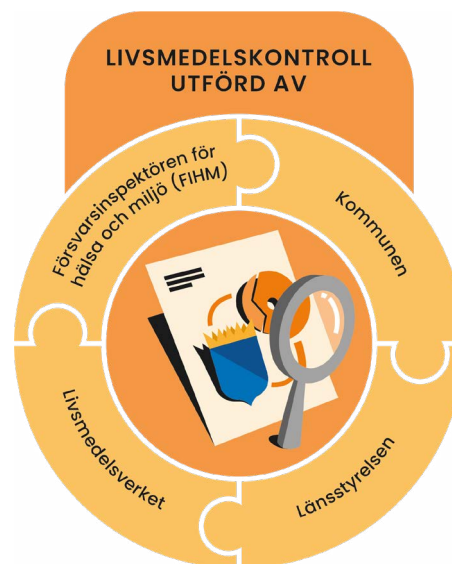 LIVSMEDELSKONTROLL
UTFÖRD AV
Försvarsinspektören för
hälsa och miljö (FIHM)
Kommunen
Livsmedelsverket
Länsstyrelsen